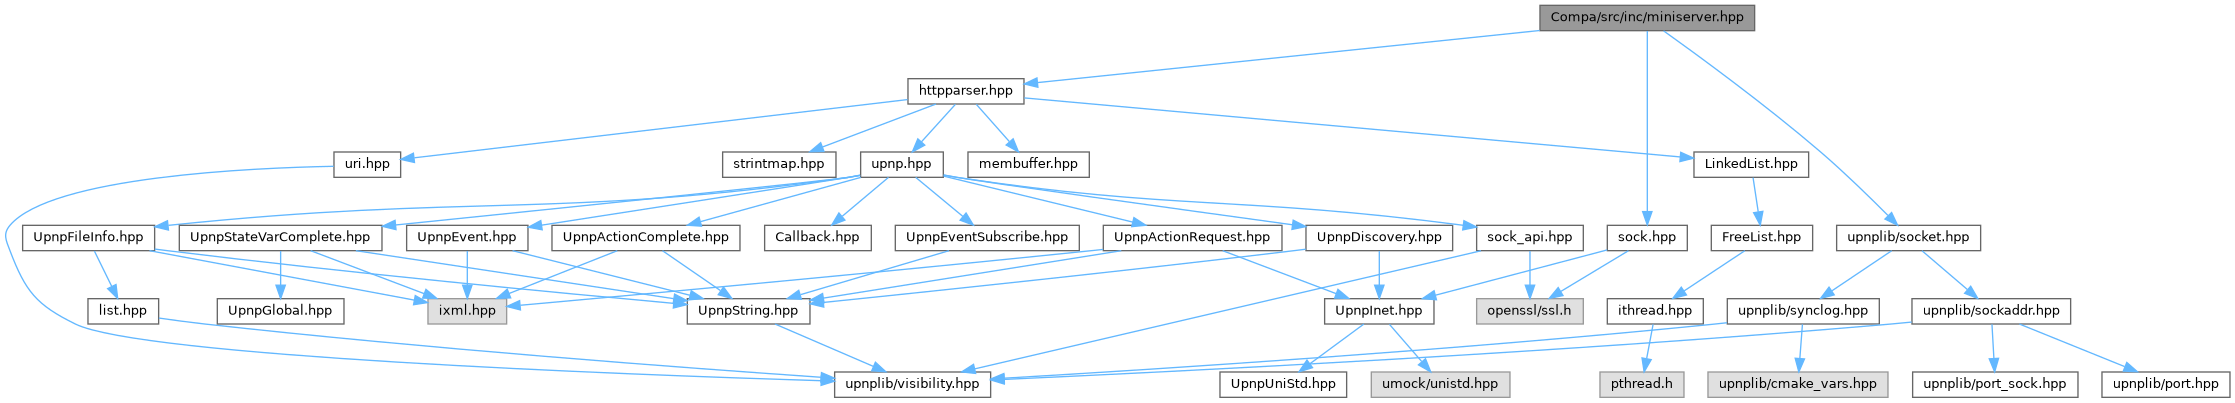 Compa/src/inc/miniserver.hpp
httpparser.hpp
uri.hpp
strintmap.hpp
upnp.hpp
membuffer.hpp
LinkedList.hpp
UpnpFileInfo.hpp
UpnpStateVarComplete.hpp
UpnpEvent.hpp
UpnpActionComplete.hpp
Callback.hpp
UpnpEventSubscribe.hpp
UpnpActionRequest.hpp
UpnpDiscovery.hpp
sock_api.hpp
sock.hpp
FreeList.hpp
upnplib/socket.hpp
list.hpp
UpnpGlobal.hpp
ixml.hpp
UpnpString.hpp
UpnpInet.hpp
openssl/ssl.h
ithread.hpp
upnplib/synclog.hpp
upnplib/sockaddr.hpp
upnplib/visibility.hpp
UpnpUniStd.hpp
umock/unistd.hpp
pthread.h
upnplib/cmake_vars.hpp
upnplib/port_sock.hpp
upnplib/port.hpp